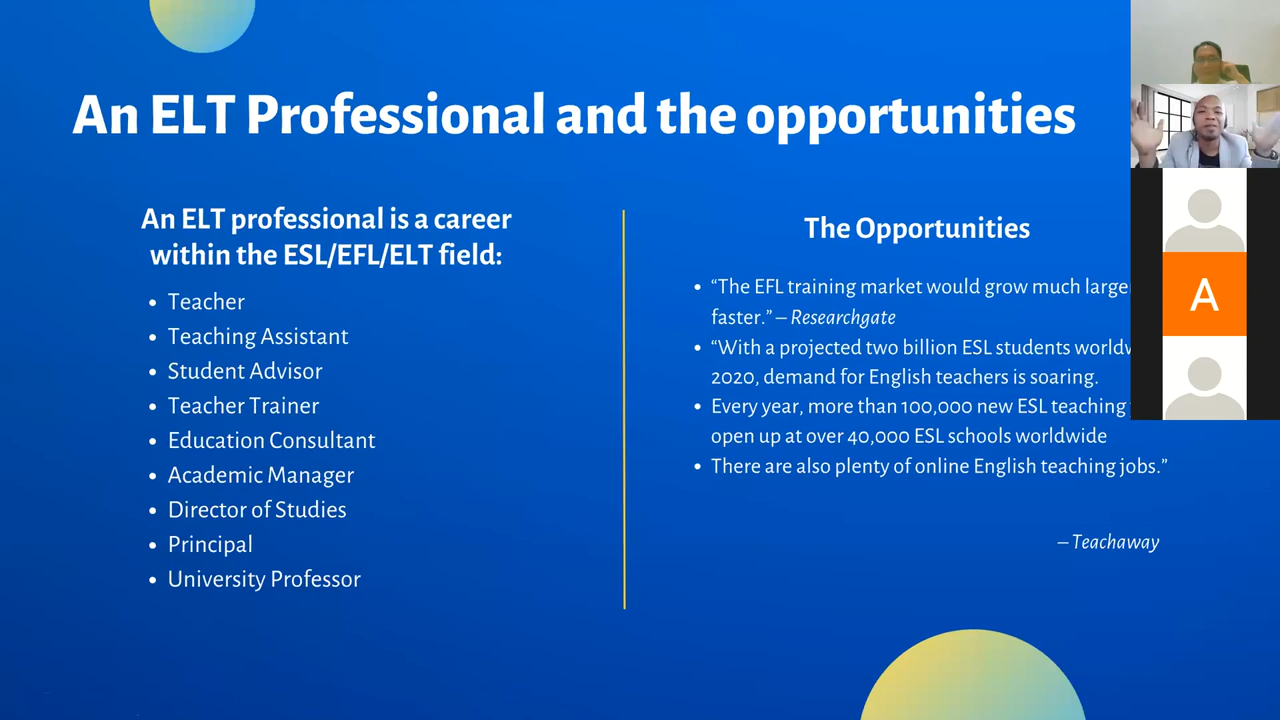 An ELT Professional and the opportunities
An ELT professional is a career
within the ESL/EFL/ELT field:
• Teacher
• Teaching Assistant
• Student Advisor
• Teacher Trainer
• Education Consultant
• Academic Manager
• Director of Studies
• Principal
• University Professor
The Opportunities
• “The EFL training market would grow much large
faster.” – Researchgate
• “With a projected two billion ESL students
2020, demand for English teachers is soaring.
• Every year, more than 100,000 new ESL teaching
open up at over 40,000 ESL schools worldwide
• There are also plenty of online English teaching jobs.”
– Teachaway
A